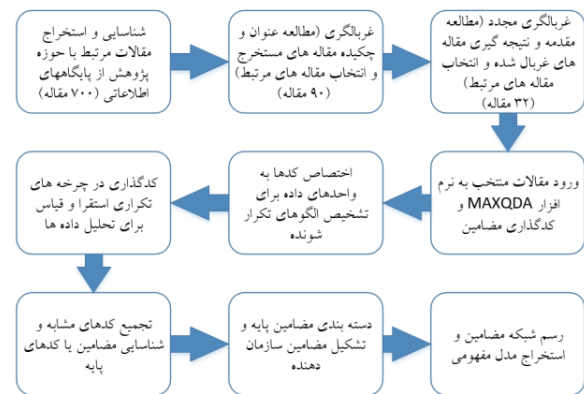 شناسایی و استخراج
مقالات مرتبط با حوزه
پژوهش از پایگاههای
اطلاعاتی (۷۰۰ مقاله)
غربالگری (مطالعه عنوان و
چکیده مقاله های مستخرج
و انتخاب مقاله های مرتبط)
(۹۰ مقاله)
غربالگری مجدد (مطالعه
مقدمه و نتیجه گیری مقاله
های غربال شده و انتخاب
مقاله های مرتبط)
(۳۲ مقاله)
ورود مقالات منتخب به نرم
افزار MAXQDA و
کدگذاری مضامین
اختصاص کدها به
واحدهای داده برای
تشخیص الگوهای تکرار
شونده
کدگذاری در چرخه های
تکراری استقرا و قیاس
برای تحلیل داده ها
تجمیع کدهای مشابه و
شناسایی مضامین یا کدهای
پایه
دسته بندی مضامین پایه و
تشکیل مضامین سازمان
دهنده
رسم شبکه مضامین و
استخراج مدل مفهومی